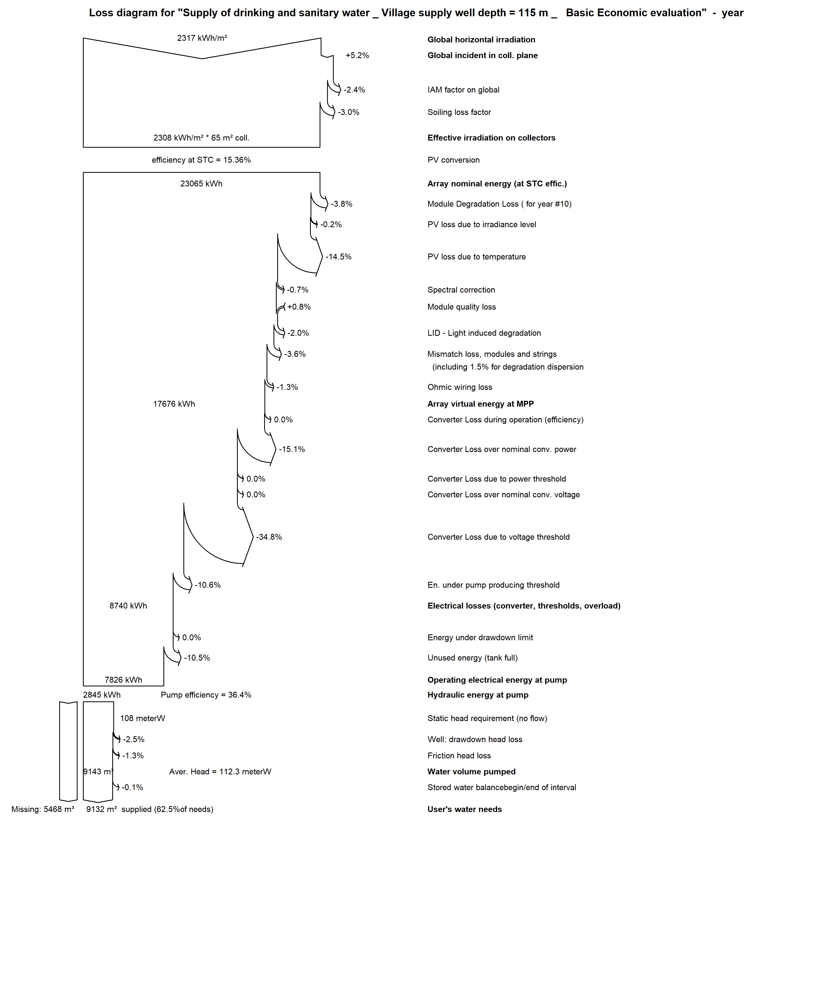 Loss diagram for "Supply of drinking and sanitary water _ Village supply well depth = 115 m _   Basic Economic evaluation"  -  year
2317 kWh/m² Global horizontal irradiation
+5.2% Global incident in coll. plane
-2.4% IAM factor on global
-3.0% Soiling loss factor
2308 kWh/m² * 65 m² coll. Effective irradiation on collectors
efficiency at STC = 15.36% PV conversion
23065 kWh Array nominal energy (at STC effic.)
-3.8% Module Degradation Loss ( for year #10)
-0.2% PV loss due to irradiance level
-14.5% PV loss due to temperature
-0.7% Spectral correction
+0.8% Module quality loss
-2.0% LID - Light induced degradation
-3.6% Mismatch loss, modules and strings
(including 1.5% for degradation dispersion
-1.3% Ohmic wiring loss
17676 kWh Array virtual energy at MPP
0.0% Converter Loss during operation (efficiency)
-15.1% Converter Loss over nominal conv. power
0.0% Converter Loss due to power threshold
0.0% Converter Loss over nominal conv. voltage
-34.8% Converter Loss due to voltage threshold
-10.6% En. under pump producing threshold
8740 kWh Electrical losses (converter, thresholds, overload)
0.0% Energy under drawdown limit
-10.5% Unused energy (tank full)
7826 kWh Operating electrical energy at pump
2845 kWh Pump efficiency = 36.4% Hydraulic energy at pump
108 meterW Static head requirement (no flow)
-2.5% Well: drawdown head loss
-1.3% Friction head loss
9143 m³ Aver. Head = 112.3 meterW Water volume pumped
-0.1% Stored water balancebegin/end of interval
Missing: 5468 m³ 9132 m³ supplied (62.5%of needs) User's water needs